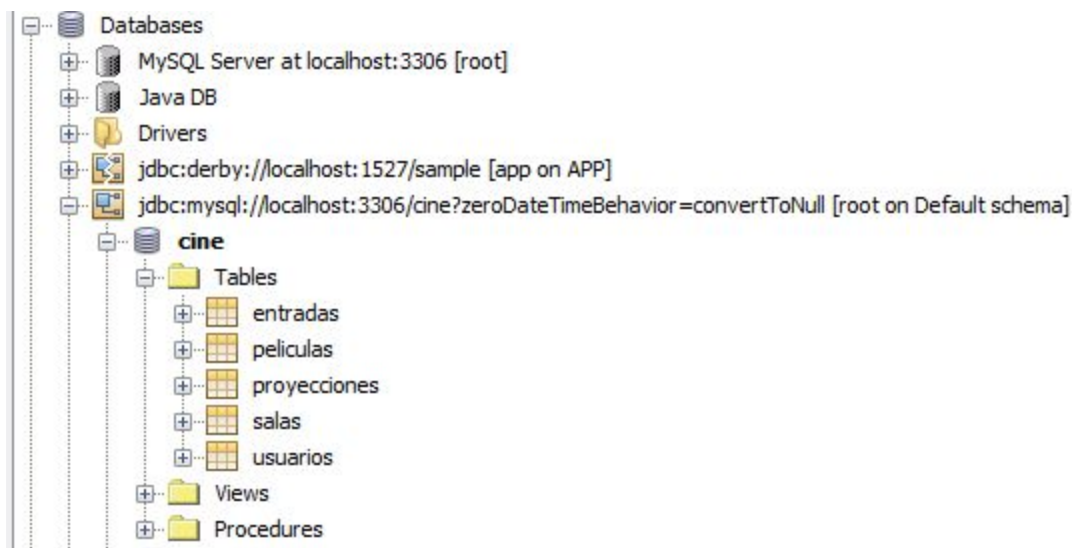 Databases
MySQL Server at localhost:3306 [root]
Java DB
Drivers
jdbc:derby://localhost:1527/sample [app on APP]
jdbc:mysql://localhost:3306/cine?zeroDateTimeBehavior=convertToNull [root on Default schema]
cine
Tables
entradas
peliculas
proyecciones
salas
usuarios
Views
Procedures